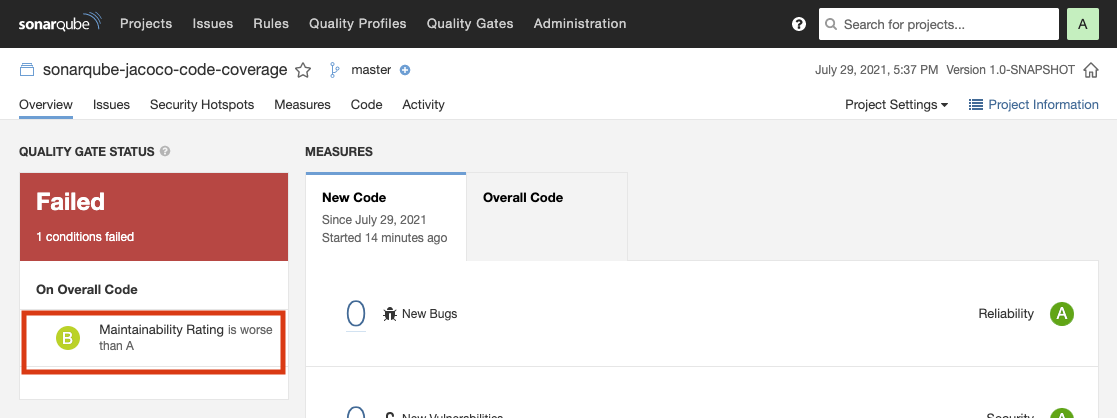 sonarqube Projects Issues Rules Quality Profiles Quality Gates Administration ? Search for projects... A
sonarqube-jacoco-code-coverage master July 29, 2021, 5:37 PM Version 1.0-SNAPSHOT
Overview Issues Security Hotspots Measures Code Activity Project Settings Project Information
QUALITY GATE STATUS ? MEASURES
Failed
1 conditions failed
On Overall Code
B Maintainability Rating is worse
than A
New Code Overall Code
Since July 29, 2021
Started 14 minutes ago
0 New Bugs Reliability A
0 New Vulnerabilities Security A